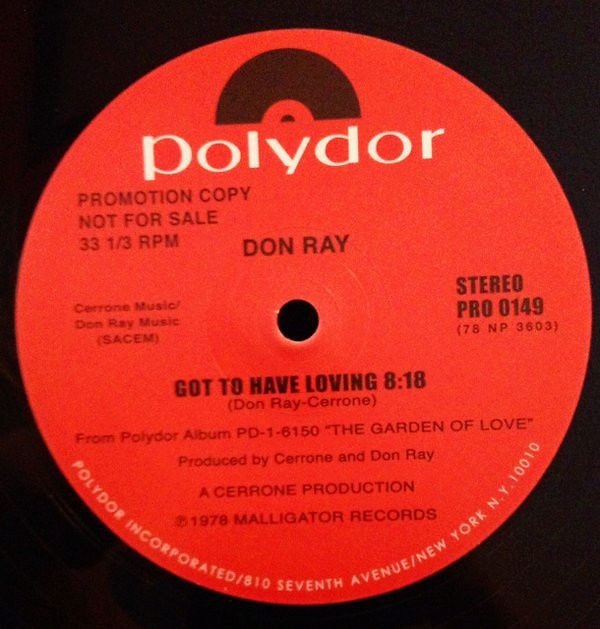 polydor
PROMOTION COPY
NOT FOR SALE
33 1/3 RPM
DON RAY
STEREO
PRO 0149
(78 NP 3603)
Cerrone Music/
Don Ray Music
(SACEM)
GOT TO HAVE LOVING 8:18
(Don Ray-Cerrone)
From Polydor Album PD-1-6150 "THE GARDEN OF LOVE"
Produced by Cerrone and Don Ray
A CERRONE PRODUCTION
℗ 1978 MALLIGATOR RECORDS
POLYDOR INCORPORATED/810 SEVENTH AVENUE/NEW YORK N.Y. 10010